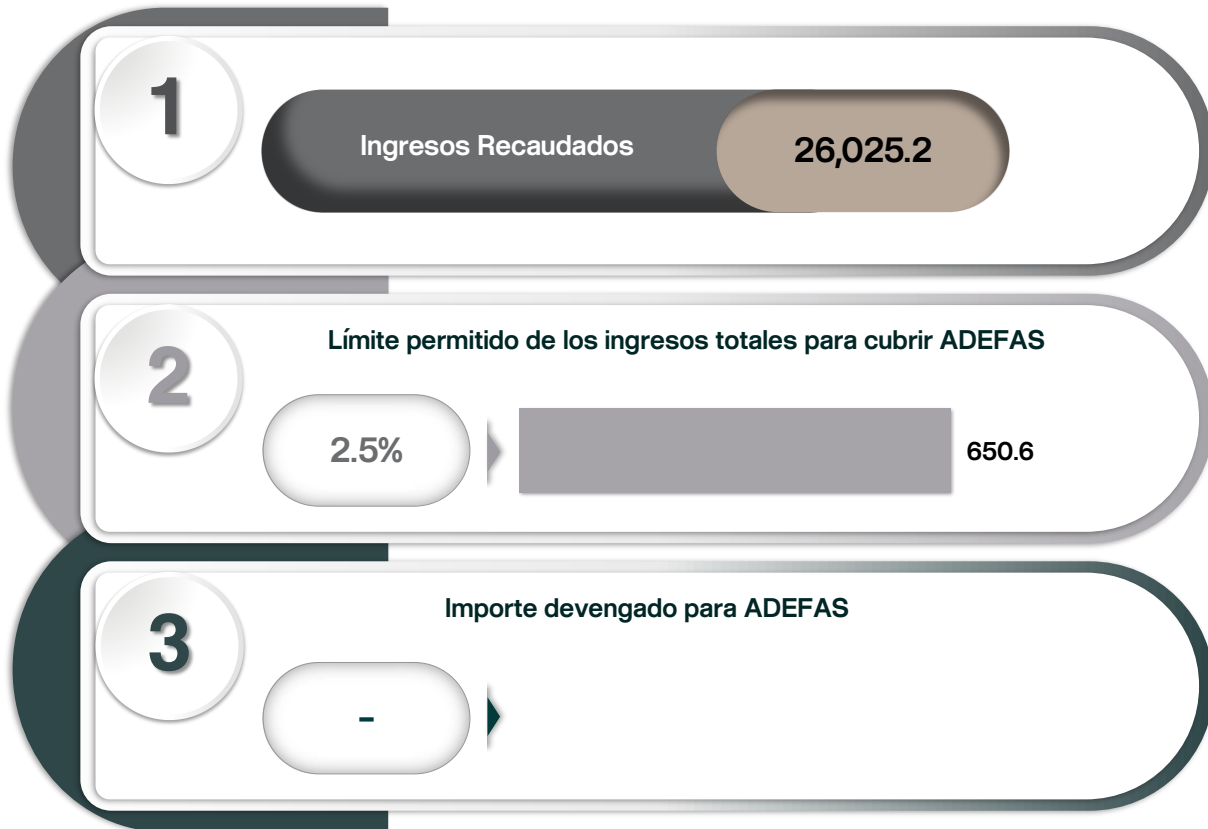 1
Ingresos Recaudados
26,025.2
2
Límite permitido de los ingresos totales para cubrir ADEFAS
2.5%
650.6
3
Importe devengado para ADEFAS
-